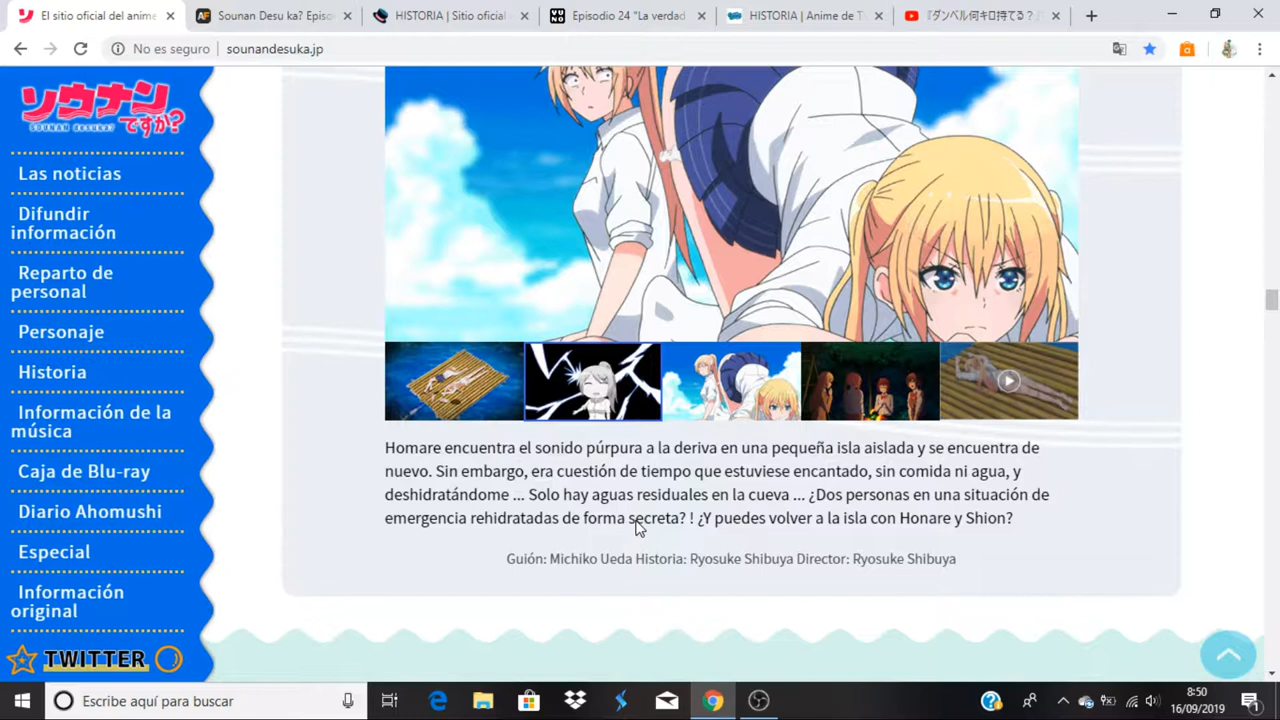 El sitio oficial del anime
Sounan Desu ka? Episo
HISTORIA | Sitio oficial
YU NO
Episodio 24 "La verdad
HISTORIA | Anime de T
『ダンベル何キロ持てる？』
No es seguro
sounandesuka.jp
ソウナンですか？
SOUNAN desuka?
Las noticias
Difundir
información
Reparto de
personal
Personaje
Historia
Información de la
música
Caja de Blu-ray
Diario Ahomushi
Especial
Información
original
TWITTER
Homare encuentra el sonido púrpura a la deriva en una pequeña isla aislada y se encuentra de
nuevo. Sin embargo, era cuestión de tiempo que estuviese encantado, sin comida ni agua, y
deshidratándome ... Solo hay aguas residuales en la cueva ... ¿Dos personas en una situación de
emergencia rehidratadas de forma secreta? ! ¿Y puedes volver a la isla con Honare y Shion?
Guión: Michiko Ueda Historia: Ryosuke Shibuya Director: Ryosuke Shibuya
Escribe aquí para buscar
8:50
16/09/2019